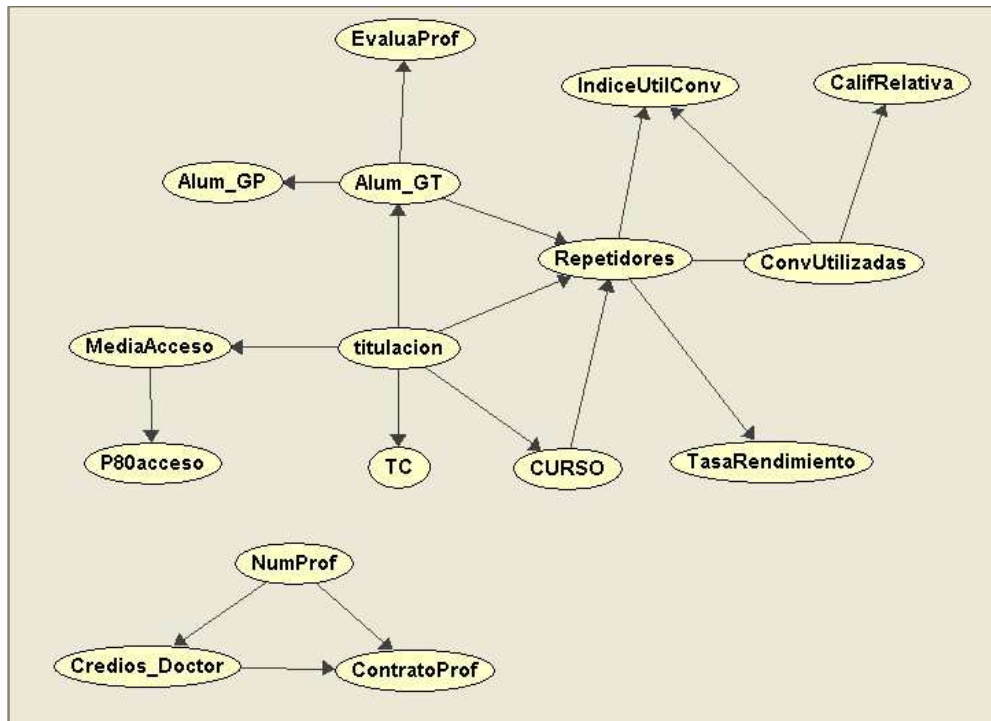 EvaluaProf
IndiceUtilConv
CalifRelativa
Alum_GP
Alum_GT
Repetidores
ConvUtilizadas
MediaAcceso
titulacion
P80acceso
TC
CURSO
TasaRendimiento
NumProf
Credios_Doctor
ContratoProf